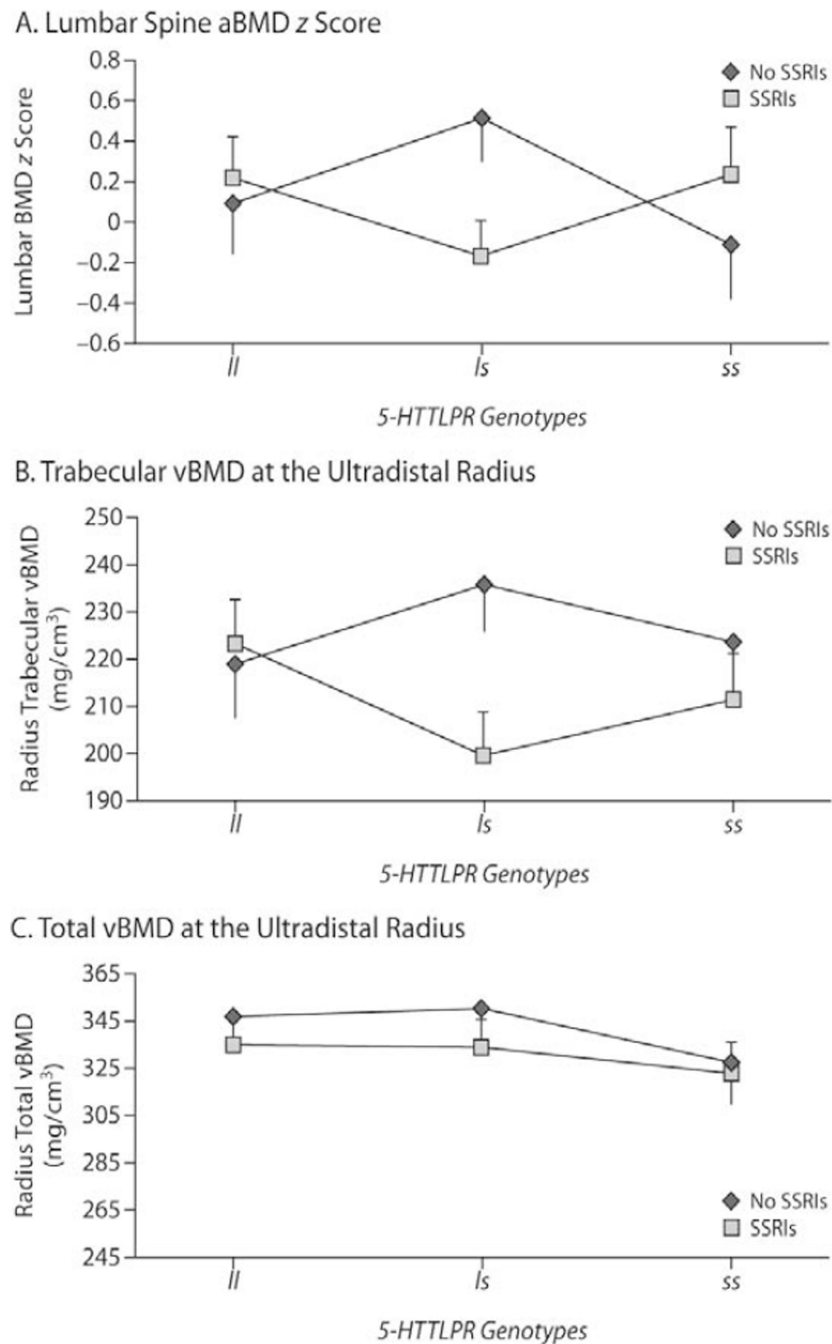 A. Lumbar Spine aBMD z Score
Lumbar BMD z Score
0.8
0.6
0.4
0.2
0
–0.2
–0.4
–0.6
No SSRIs
SSRIs
ll
ls
ss
5-HTTLPR Genotypes
B. Trabecular vBMD at the Ultradistal Radius
Radius Trabecular vBMD
(mg/cm³)
250
240
230
220
210
200
190
No SSRIs
SSRIs
ll
ls
ss
5-HTTLPR Genotypes
C. Total vBMD at the Ultradistal Radius
Radius Total vBMD
(mg/cm³)
365
345
325
305
285
265
245
No SSRIs
SSRIs
ll
ls
ss
5-HTTLPR Genotypes